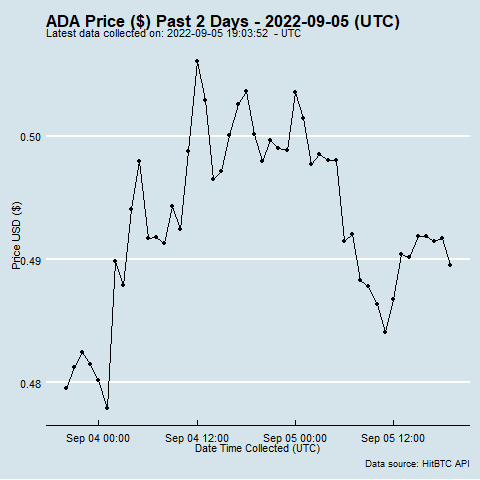 ADA Price ($) Past 2 Days - 2022-09-05 (UTC)
Latest data collected on: 2022-09-05 19:03:52 - UTC
Price USD ($)
0.50
0.49
0.48
Sep 04 00:00 Sep 04 12:00 Sep 05 00:00 Sep 05 12:00
Date Time Collected (UTC)
Data source: HitBTC API